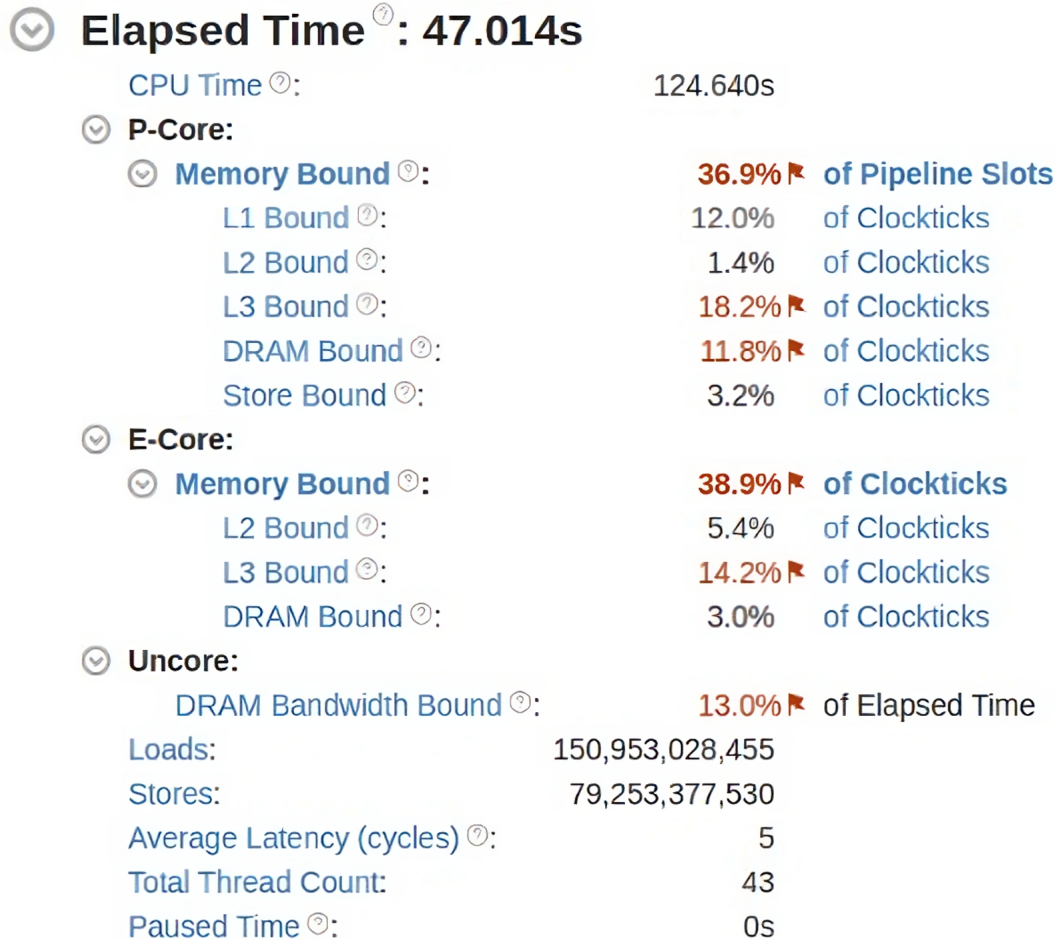 Elapsed Time ?: 47.014s
CPU Time ?: 124.640s
P-Core:
Memory Bound ?: 36.9% of Pipeline Slots
L1 Bound ?: 12.0% of Clockticks
L2 Bound ?: 1.4% of Clockticks
L3 Bound ?: 18.2% of Clockticks
DRAM Bound ?: 11.8% of Clockticks
Store Bound ?: 3.2% of Clockticks
E-Core:
Memory Bound ?: 38.9% of Clockticks
L2 Bound ?: 5.4% of Clockticks
L3 Bound ?: 14.2% of Clockticks
DRAM Bound ?: 3.0% of Clockticks
Uncore:
DRAM Bandwidth Bound ?: 13.0% of Elapsed Time
Loads: 150,953,028,455
Stores: 79,253,377,530
Average Latency (cycles) ?: 5
Total Thread Count: 43
Paused Time ?: 0s